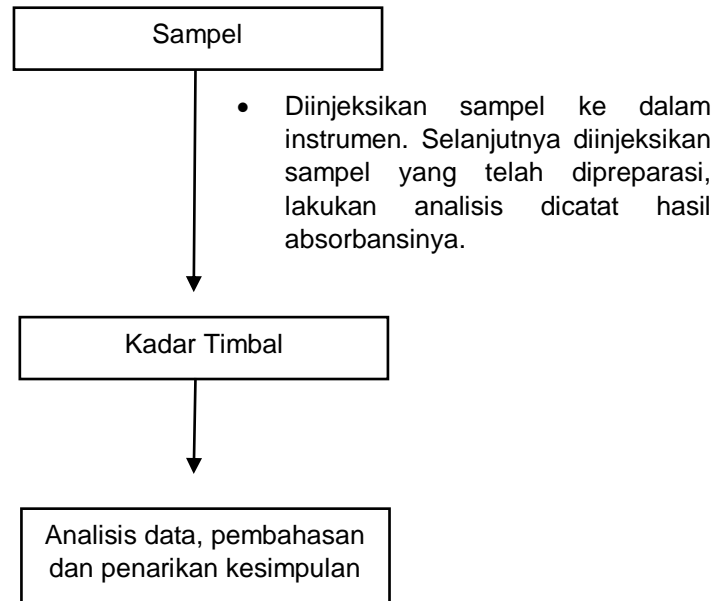 Sampel
• Diinjeksikan sampel ke dalam
instrumen. Selanjutnya diinjeksikan
sampel yang telah dipreparasi,
lakukan analisis dicatat hasil
absorbansinya.
Kadar Timbal
Analisis data, pembahasan
dan penarikan kesimpulan